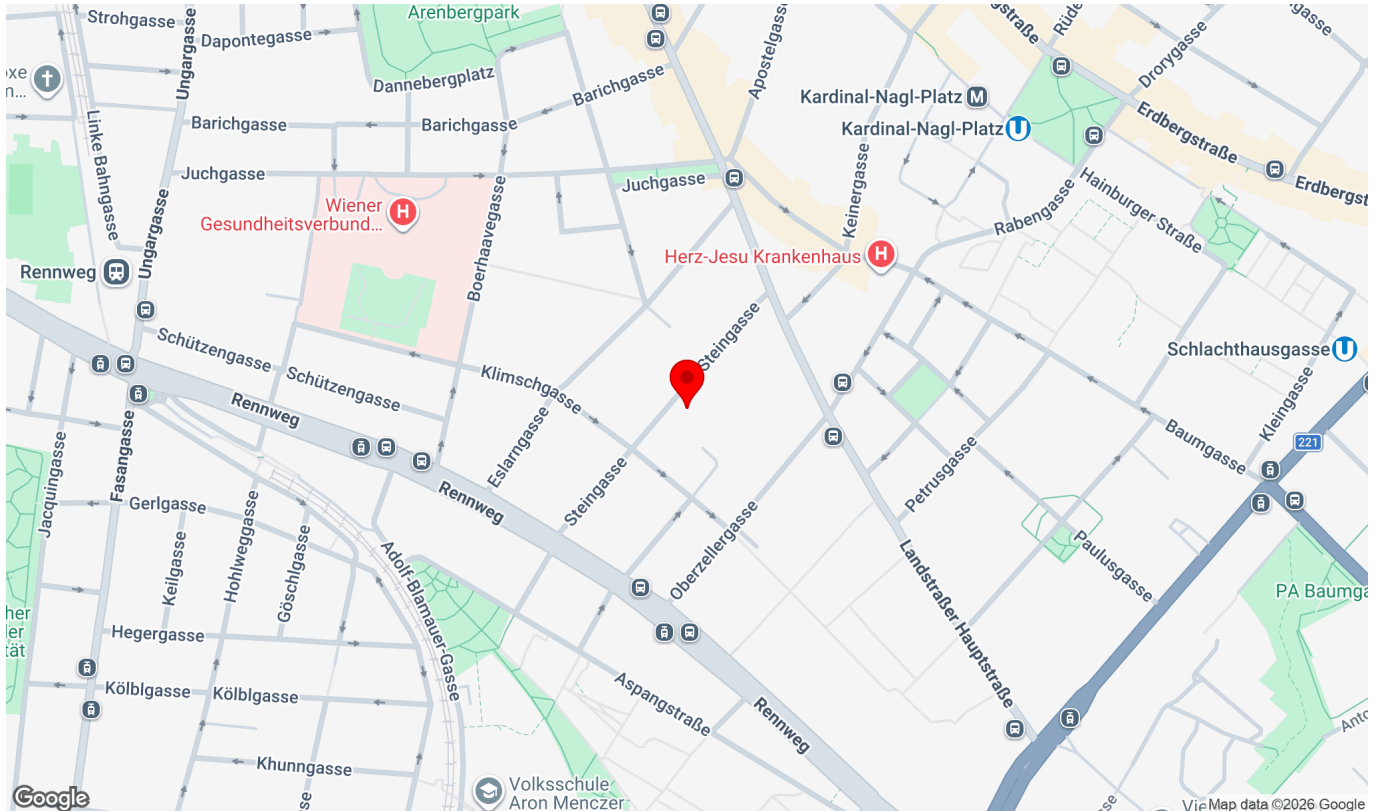 Strohgasse
Arenbergpark
Dapontegasse
Ungargasse
Dannebergplatz
Barichgasse
Apostelgasse
Erdbergstraße
Drorygasse
Kardinal-Nagl-Platz
M
Kardinal-Nagl-Platz
U
Erdbergstraße
Linke Bahngasse
Barichgasse
Barichgasse
Juchgasse
Juchgasse
Wiener
Gesundheitsverbund...
H
Boerhaavegasse
Keinergasse
Rabengasse
Hainburger Straße
Herz-Jesu Krankenhaus
H
Rennweg
Ungargasse
Schützengasse
Schützengasse
Rennweg
Klimschgasse
Steingasse
Schlachthausgasse
U
Kleingasse
Baumgasse
221
Jacquingasse
Fasangasse
Gerlgasse
Eslarngasse
Steingasse
Rennweg
Petrusgasse
Oberzellergasse
Landstraßer Hauptstraße
Paulusgasse
Keilgasse
Hohlweggasse
Göschlgasse
Adolf-Blamauer-Gasse
Hegergasse
Kölblgasse
Kölblgasse
Aspangstraße
Rennweg
Khunngasse
Volksschule
Aron Menczer
Google
Map data ©2026 Google